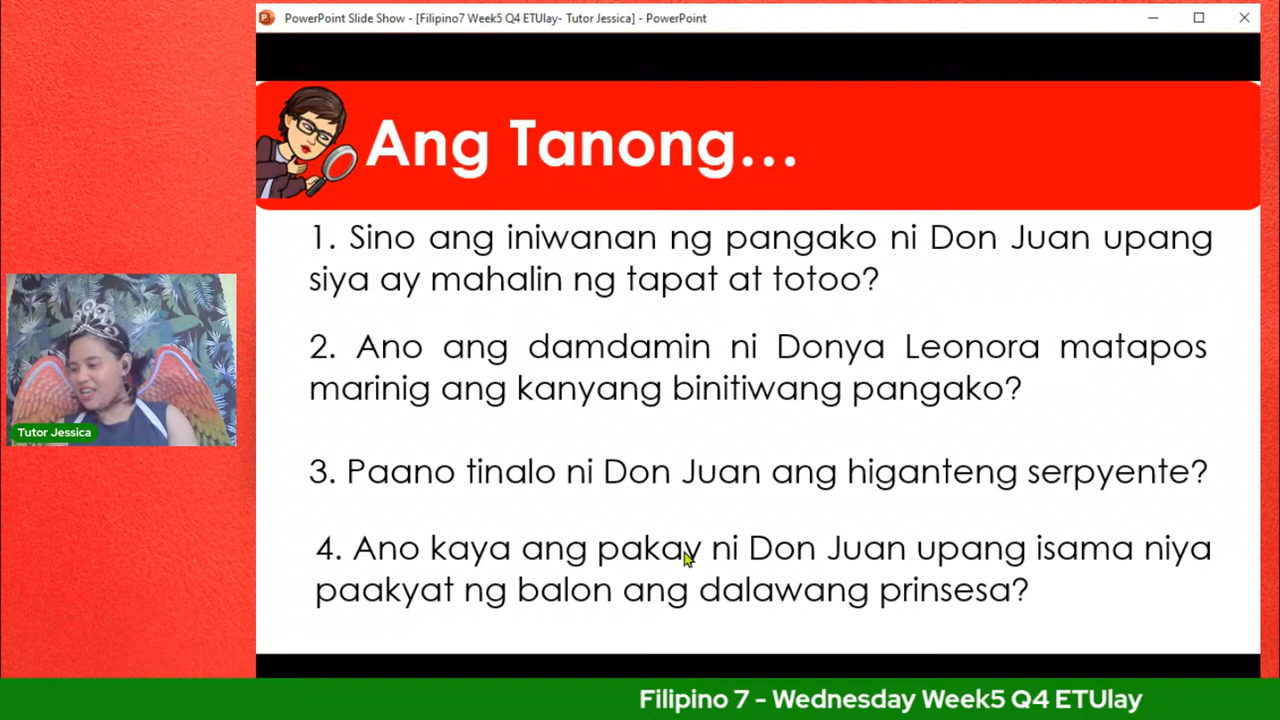 PowerPoint Slide Show - [Filipino7 Week5 Q4 ETUlay- Tutor Jessica] - PowerPoint
Ang Tanong...
1. Sino ang iniwanan ng pangako ni Don Juan upang
siya ay mahalin ng tapat at totoo?
2. Ano ang damdamin ni Donya Leonora matapos
marinig ang kanyang binitiwang pangako?
3. Paano tinalo ni Don Juan ang higanteng serpyente?
4. Ano kaya ang pakay ni Don Juan upang isama niya
paakyat ng balon ang dalawang prinsesa?
Tutor Jessica
Filipino 7 - Wednesday Week5 Q4 ETUlay